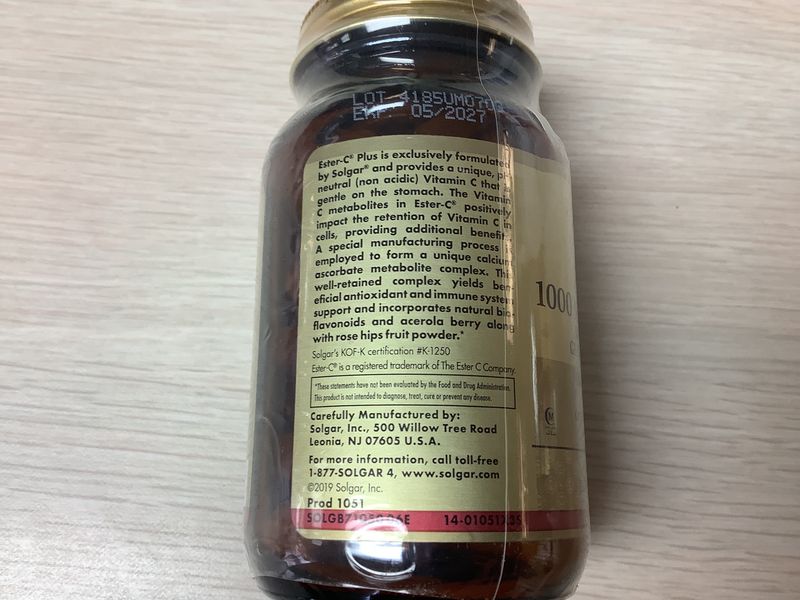 LOT 4185UM070
EXP 05/2027
Ester-C® Plus is exclusively formulated
by Solgar® and provides a unique,
neutral (non acidic) Vitamin C that is
gentle on the stomach. The Vitamin
C metabolites in Ester-C® positively
impact the retention of Vitamin C in
cells, providing additional benefits.
A special manufacturing process is
employed to form a unique calcium
ascorbate metabolite complex. This
well-retained complex yields ben-
eficial antioxidant and immune system
support and incorporates natural bio-
flavonoids and acerola berry along
with rose hips fruit powder.*
Solgar's KOF-K certification #K-1250
Ester-C® is a registered trademark of The Ester C Company.
*These statements have not been evaluated by the Food and Drug Administration.
This product is not intended to diagnose, treat, cure or prevent any disease.
Carefully Manufactured by:
Solgar, Inc., 500 Willow Tree Road
Leonia, NJ 07605 U.S.A.
For more information, call toll-free
1-877-SOLGAR 4, www.solgar.com
©2019 Solgar, Inc.
Prod 1051
1000